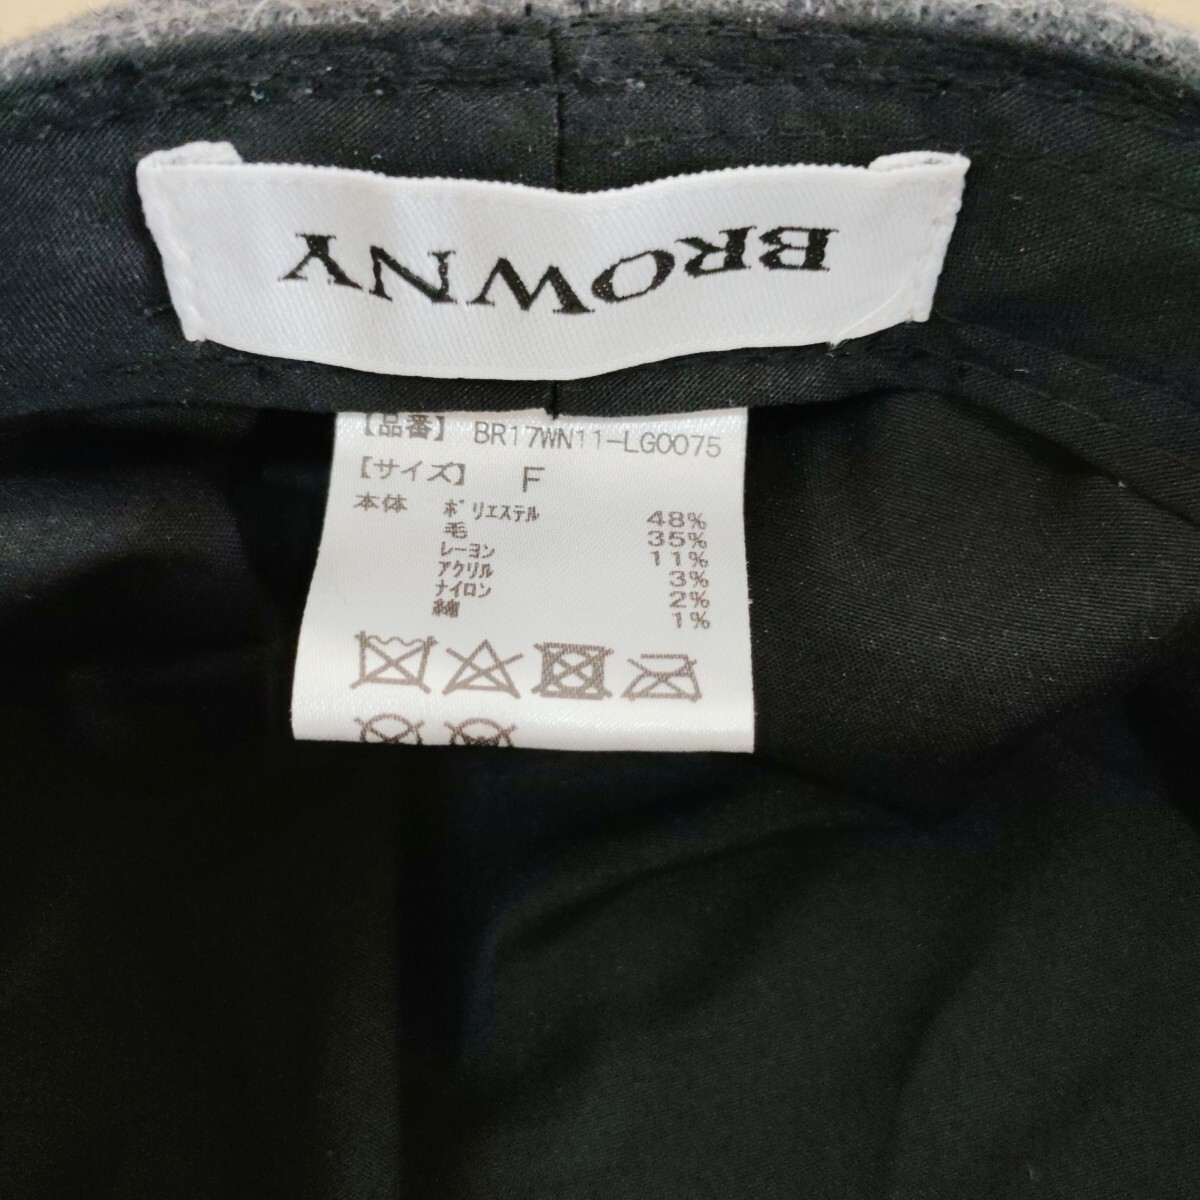 BROWNY
【品番】 BR17WN11-LG0075
【サイズ】 F
本体 ポリエステル 48%
毛 35%
レーヨン 11%
アクリル 3%
ナイロン 2%
綿 1%